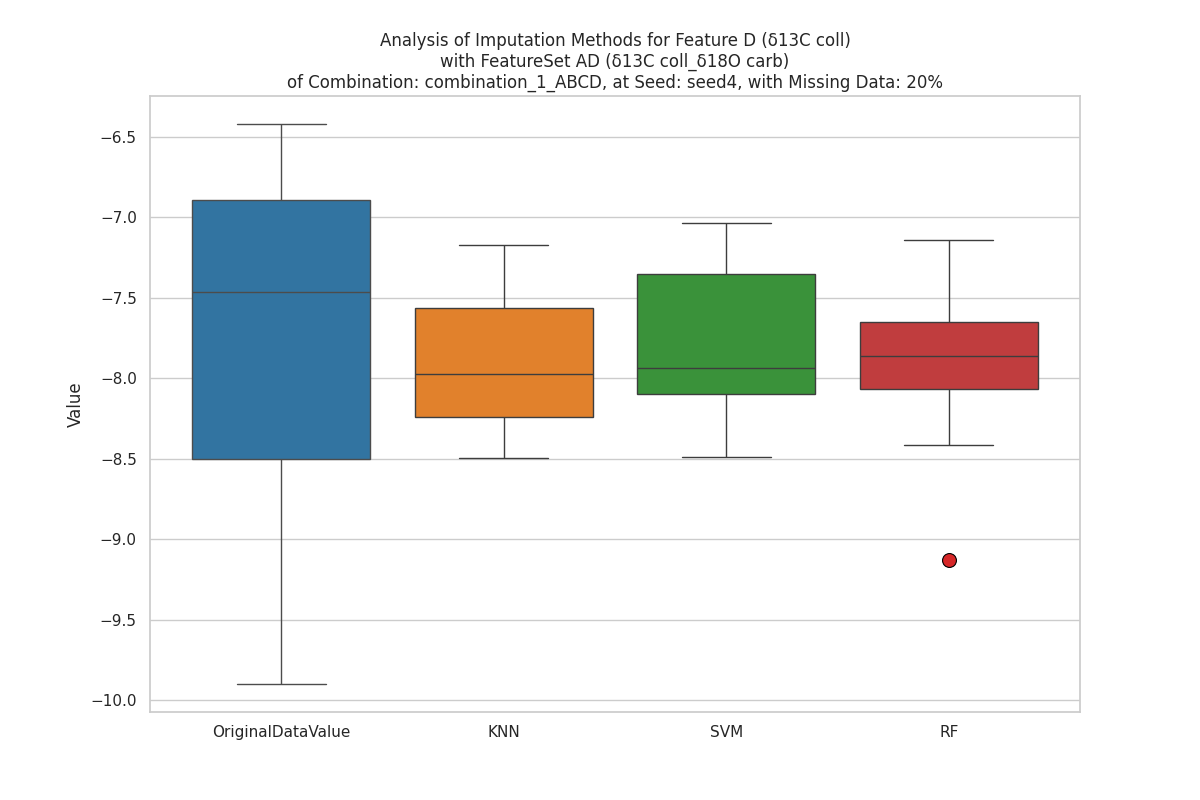 Analysis of Imputation Methods for Feature D (δ13C coll)
with FeatureSet AD (δ13C coll_δ18O carb)
of Combination: combination_1_ABCD, at Seed: seed4, with Missing Data: 20%
Value
−6.5
−7.0
−7.5
−8.0
−8.5
−9.0
−9.5
−10.0
OriginalDataValue
KNN
SVM
RF